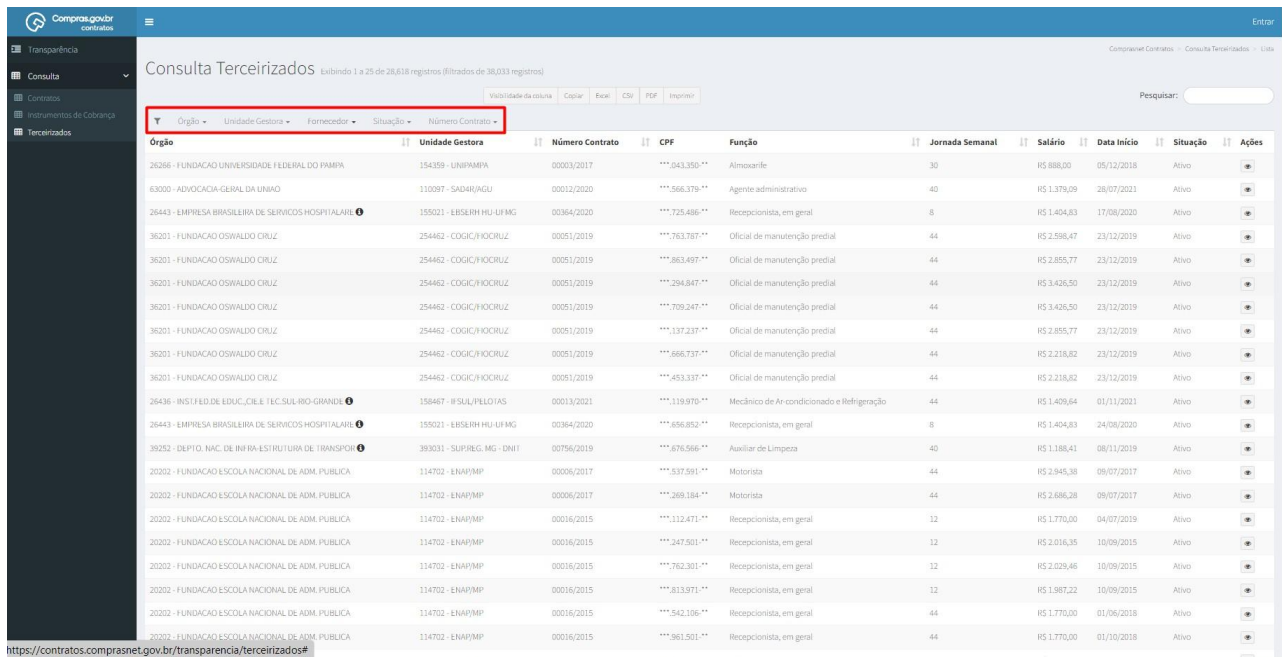 Compras.gov.br
contratos
Entrar
Transparência
Comprasnet Contratos > Consulta Terceirizados > Lista
Consulta
Consulta Terceirizados Exibindo 1 a 25 de 28,618 registros (filtrados de 38,033 registros)
Contratos
Visibilidade da coluna Copiar Excel CSV PDF Imprimir
Pesquisar:
Instrumentos de Cobrança
Órgão Unidade Gestora Fornecedor Situação Número Contrato
Terceirizados
Órgão Unidade Gestora Número Contrato CPF Função Jornada Semanal Salário Data Início Situação Ações
26266 - FUNDACAO UNIVERSIDADE FEDERAL DO PAMPA 154359 - UNIPAMPA 00003/2017 ***.043.350-** Almoxarife 30 R$ 888,00 05/12/2018 Ativo
63000 - ADVOCACIA-GERAL DA UNIAO 110097 - SAD4R/AGU 00012/2020 ***.566.379-** Agente administrativo 40 R$ 1.379,09 28/07/2021 Ativo
26443 - EMPRESA BRASILEIRA DE SERVICOS HOSPITALARE 155021 - EBSERH HU-UFMG 00364/2020 ***.725.486-** Recepcionista, em geral 8 R$ 1.404,83 17/08/2020 Ativo
36201 - FUNDACAO OSWALDO CRUZ 254462 - COGIC/FIOCRUZ 00051/2019 ***.763.787-** Oficial de manutenção predial 44 R$ 2.598,47 23/12/2019 Ativo
36201 - FUNDACAO OSWALDO CRUZ 254462 - COGIC/FIOCRUZ 00051/2019 ***.863.497-** Oficial de manutenção predial 44 R$ 2.855,77 23/12/2019 Ativo
36201 - FUNDACAO OSWALDO CRUZ 254462 - COGIC/FIOCRUZ 00051/2019 ***.294.847-** Oficial de manutenção predial 44 R$ 3.426,50 23/12/2019 Ativo
36201 - FUNDACAO OSWALDO CRUZ 254462 - COGIC/FIOCRUZ 00051/2019 ***.709.247-** Oficial de manutenção predial 44 R$ 3.426,50 23/12/2019 Ativo
36201 - FUNDACAO OSWALDO CRUZ 254462 - COGIC/FIOCRUZ 00051/2019 ***.137.237-** Oficial de manutenção predial 44 R$ 2.855,77 23/12/2019 Ativo
36201 - FUNDACAO OSWALDO CRUZ 254462 - COGIC/FIOCRUZ 00051/2019 ***.666.737-** Oficial de manutenção predial 44 R$ 2.218,82 23/12/2019 Ativo
36201 - FUNDACAO OSWALDO CRUZ 254462 - COGIC/FIOCRUZ 00051/2019 ***.453.337-** Oficial de manutenção predial 44 R$ 2.218,82 23/12/2019 Ativo
26436 - INST.FED.DE EDUC.,CIE.E TEC.SUL-RIO-GRANDE 158467 - IFSUL/PELOTAS 00013/2021 ***.119.970-** Mecânico de Ar-condicionado e Refrigeração 44 R$ 1.409,64 01/11/2021 Ativo
26443 - EMPRESA BRASILEIRA DE SERVICOS HOSPITALARE 155021 - EBSERH HU-UFMG 00364/2020 ***.656.852-** Recepcionista, em geral 8 R$ 1.404,83 24/08/2020 Ativo
39252 - DEPTO. NAC. DE INFRA-ESTRUTURA DE TRANSPOR 393031 - SUP.REG. MG - DNIT 00756/2019 ***.676.566-** Auxiliar de Limpeza 40 R$ 1.188,41 08/11/2019 Ativo
20202 - FUNDACAO ESCOLA NACIONAL DE ADM. PUBLICA 114702 - ENAP/MP 00006/2017 ***.537.591-** Motorista 44 R$ 2.945,38 09/07/2017 Ativo
20202 - FUNDACAO ESCOLA NACIONAL DE ADM. PUBLICA 114702 - ENAP/MP 00006/2017 ***.269.184-** Motorista 44 R$ 2.686,28 09/07/2017 Ativo
20202 - FUNDACAO ESCOLA NACIONAL DE ADM. PUBLICA 114702 - ENAP/MP 00016/2015 ***.112.471-** Recepcionista, em geral 12 R$ 1.770,00 04/07/2019 Ativo
20202 - FUNDACAO ESCOLA NACIONAL DE ADM. PUBLICA 114702 - ENAP/MP 00016/2015 ***.247.501-** Recepcionista, em geral 12 R$ 2.016,35 10/09/2015 Ativo
20202 - FUNDACAO ESCOLA NACIONAL DE ADM. PUBLICA 114702 - ENAP/MP 00016/2015 ***.762.301-** Recepcionista, em geral 12 R$ 2.029,46 10/09/2015 Ativo
20202 - FUNDACAO ESCOLA NACIONAL DE ADM. PUBLICA 114702 - ENAP/MP 00016/2015 ***.813.971-** Recepcionista, em geral 12 R$ 1.987,22 10/09/2015 Ativo
20202 - FUNDACAO ESCOLA NACIONAL DE ADM. PUBLICA 114702 - ENAP/MP 00016/2015 ***.542.106-** Recepcionista, em geral 44 R$ 1.770,00 01/06/2018 Ativo
20202 - FUNDACAO ESCOLA NACIONAL DE ADM. PUBLICA 114702 - ENAP/MP 00016/2015 ***.961.501-** Recepcionista, em geral 44 R$ 1.770,00 01/10/2018 Ativo
https://contratos.comprasnet.gov.br/transparencia/terceirizados#